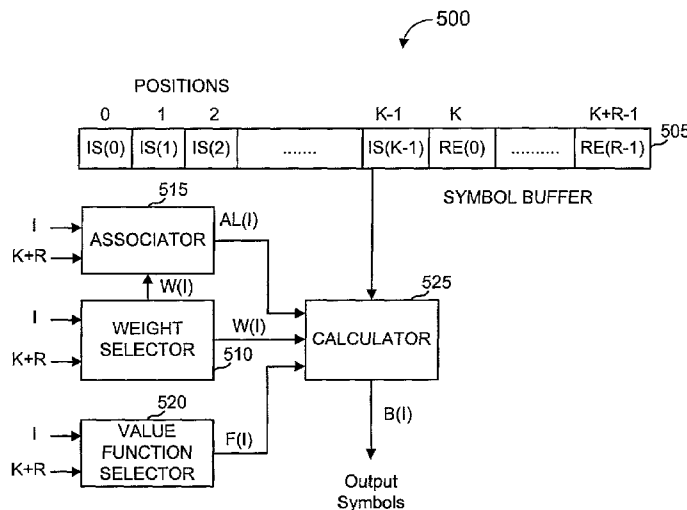 500
POSITIONS
0 1 2 K-1 K K+R-1
IS(0) IS(1) IS(2) ....... IS(K-1) RE(0) .......... RE(R-1) 505
SYMBOL BUFFER
515
I
K+R
ASSOCIATOR
AL(I)
W(I)
525
I
K+R
WEIGHT
SELECTOR
510
W(I)
CALCULATOR
520
I
K+R
VALUE
FUNCTION
SELECTOR
F(I)
B(I)
Output
Symbols